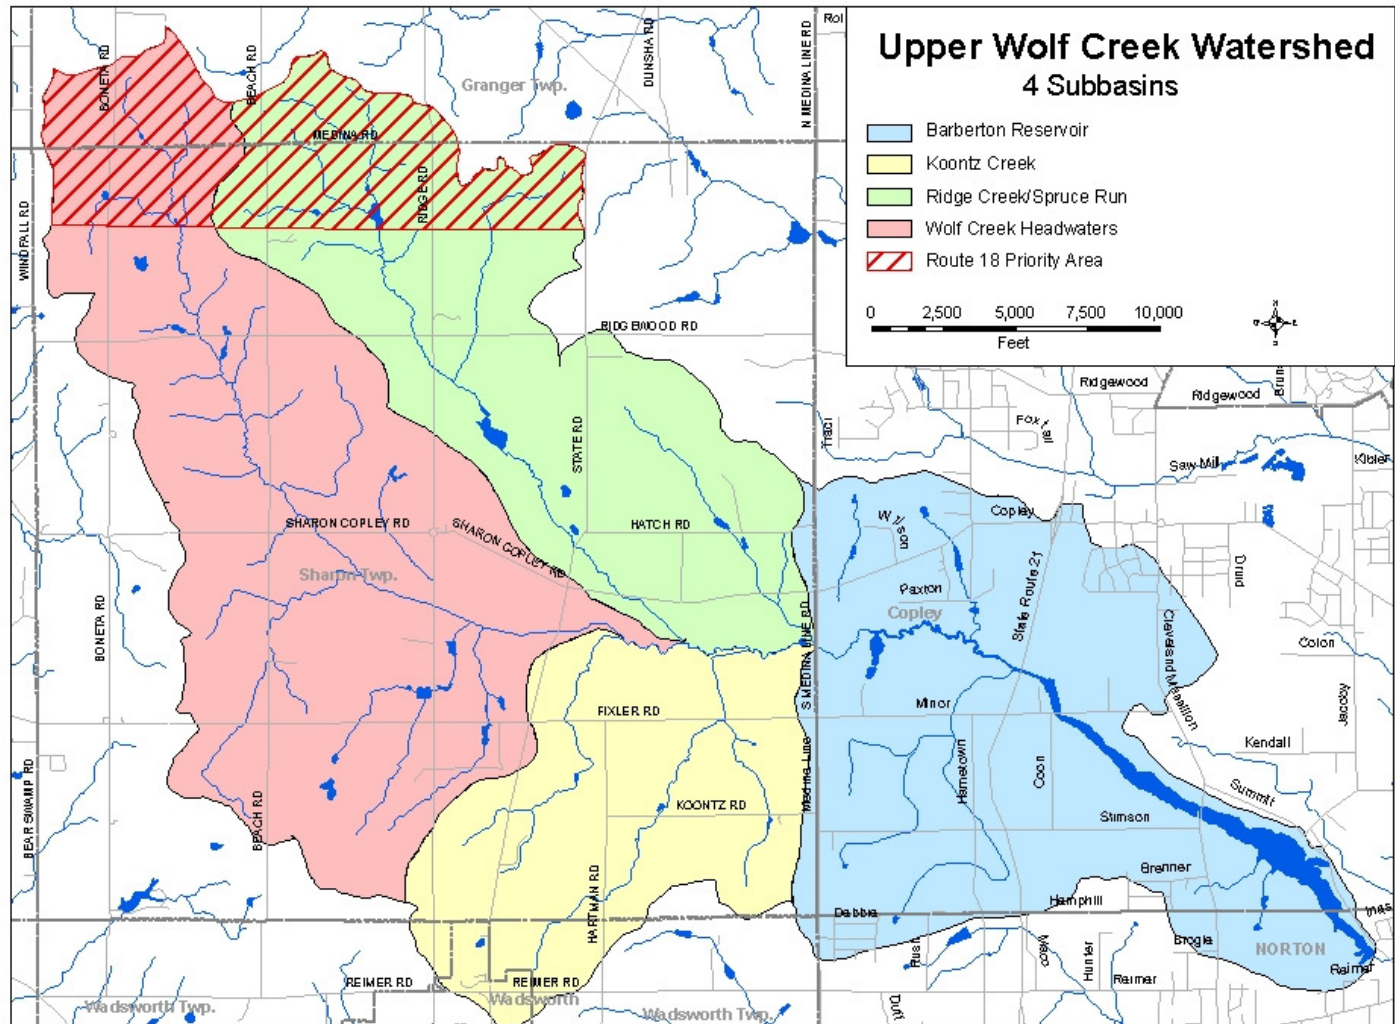 Upper Wolf Creek Watershed
4 Subbasins
Barberton Reservoir
Koontz Creek
Ridge Creek/Spruce Run
Wolf Creek Headwaters
Route 18 Priority Area
0 2,500 5,000 7,500 10,000
Feet
BONETA RD
BEACH RD
DUNSHA RD
N MEDINA LINE RD
Rol
Granger Twp.
MEDINA RD
RIDGE RD
WINDFALL RD
RIDGEWOOD RD
Ridgewood
Ridgewood
Traci
Saw Mill
Kibler
STATE RD
SHARON COPLEY RD
SHARON COPLEY RD
HATCH RD
Copley
Sharon Twp.
Paxton
Copley
State Route 21
Druid
BONETA RD
S MEDINA LINE RD
Colon
FIXLER RD
Minor
Kendall
Medina Line
Hametown
Coon
BEAR SWAMP RD
BEACH RD
KOONTZ RD
Stimson
Summit
Brenner
HARTMAN RD
Debbie
Hemphill
Rush
Hunter
Brogle
NORTON
Reimer
REIMER RD
REIMER RD
Reimer
Wadsworth Twp.
Wadsworth
Wadsworth Twp.